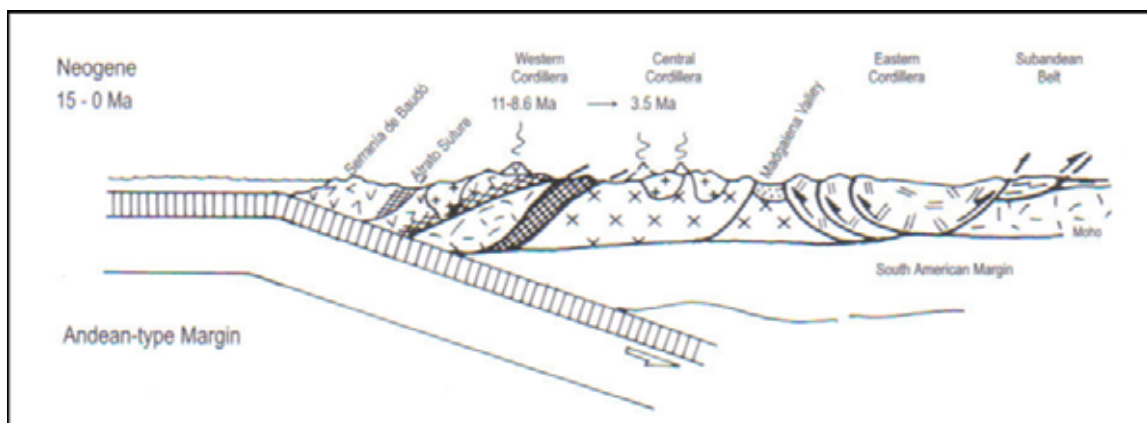 Neogene
15 - 0 Ma
Western
Cordillera
11-8.6 Ma
Central
Cordillera
3.5 Ma
Eastern
Cordillera
Subandean
Belt
Serranía de Baudó
Atrato Suture
Madgalena Valley
Moho
South American Margin
Andean-type Margin